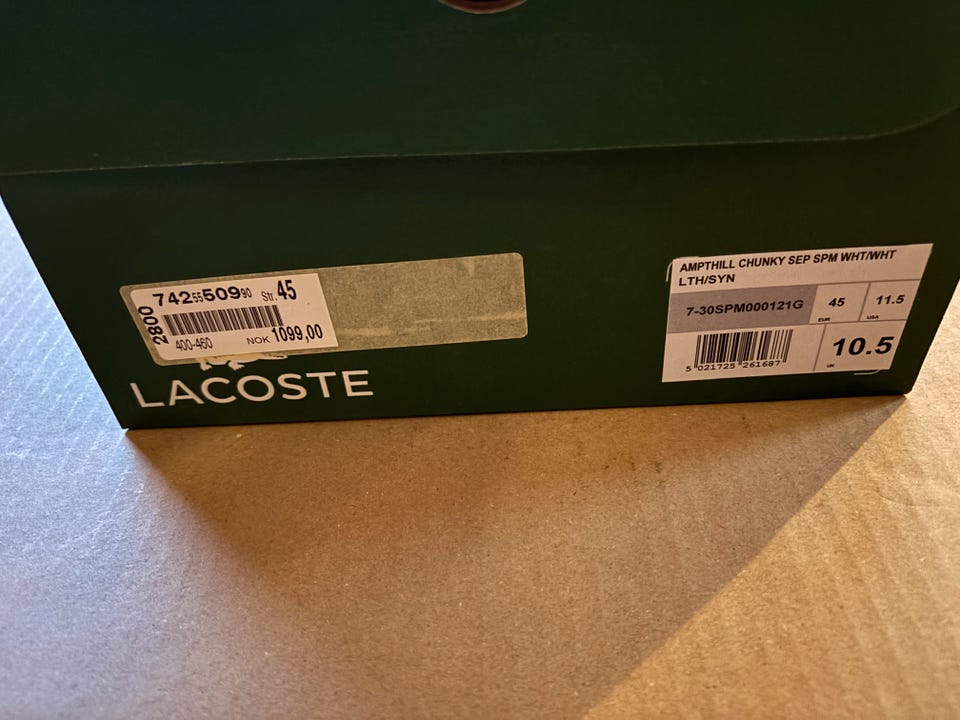 742 55 509 90 Str. 45
2800
400-460 NOK 1099,00
LACOSTE
AMPTHILL CHUNKY SEP SPM WHT/WHT
LTH/SYN
7-30SPM000121G
45
EUR
11.5
USA
5 021725 261687
10.5
UK